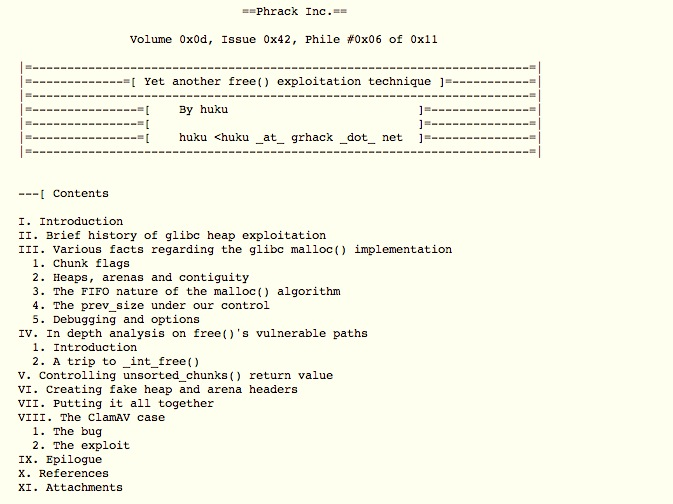 ==Phrack Inc.==
Volume 0x0d, Issue 0x42, Phile #0x06 of 0x11
|=-----------------------------------------------------------------------=|
|=-------------=[ Yet another free() exploitation technique ]=-----------=|
|=-----------------------------------------------------------------------=|
|=---------------=[    By huku                           ]=--------------=|
|=---------------=[                                      ]=--------------=|
|=---------------=[    huku <huku _at_ grhack _dot_ net  ]=--------------=|
|=-----------------------------------------------------------------------=|
---[ Contents
I. Introduction
II. Brief history of glibc heap exploitation
III. Various facts regarding the glibc malloc() implementation
1. Chunk flags
2. Heaps, arenas and contiguity
3. The FIFO nature of the malloc() algorithm
4. The prev_size under our control
5. Debugging and options
IV. In depth analysis on free()'s vulnerable paths
1. Introduction
2. A trip to _int_free()
V. Controlling unsorted_chunks() return value
VI. Creating fake heap and arena headers
VII. Putting it all together
VIII. The ClamAV case
1. The bug
2. The exploit
IX. Epilogue
X. References
XI. Attachments